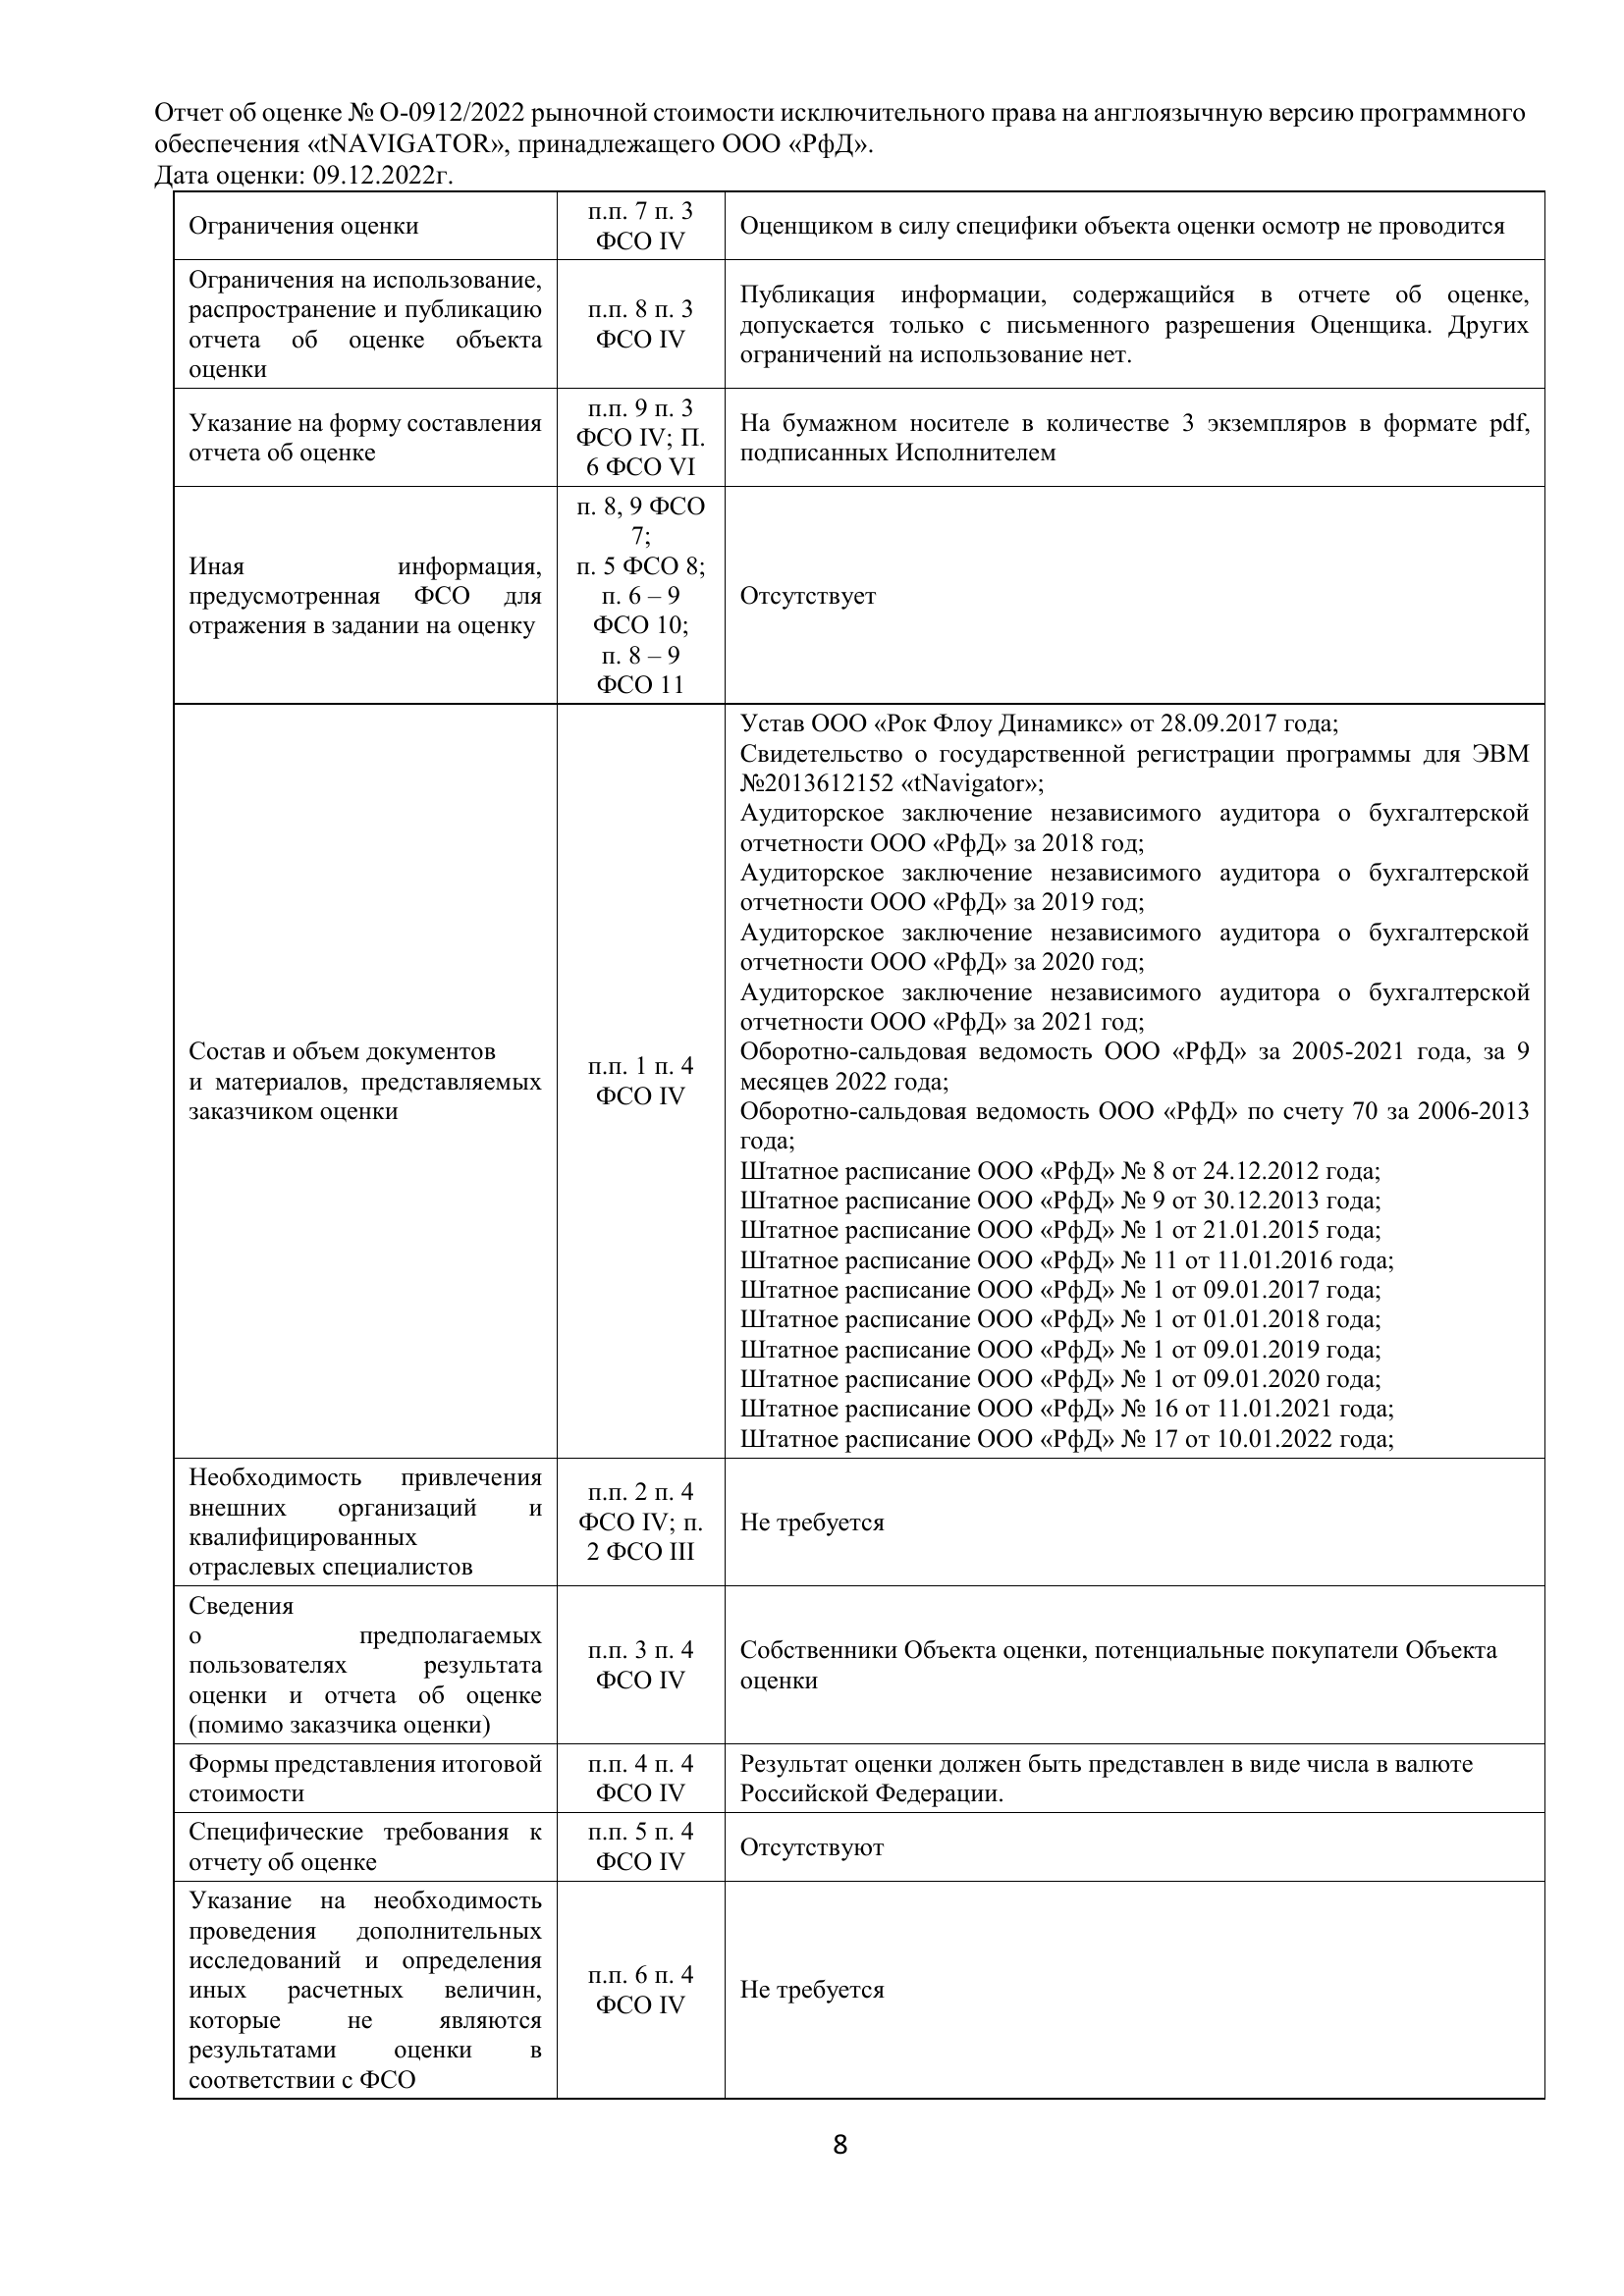 Отчет об оценке № О-0912/2022 рыночной стоимости исключительного права на англоязычную версию программного
обеспечения «tNAVIGATOR», принадлежащего ООО «РфД».
Дата оценки: 09.12.2022г.
Ограничения оценки
п.п. 7 п. 3
ФСО IV
Оценщиком в силу специфики объекта оценки осмотр не проводится
Ограничения на использование,
распространение и публикацию
отчета об оценке объекта
оценки
п.п. 8 п. 3
ФСО IV
Публикация информации, содержащийся в отчете об оценке,
допускается только с письменного разрешения Оценщика. Других
ограничений на использование нет.
Указание на форму составления
отчета об оценке
п.п. 9 п. 3
ФСО IV; П.
6 ФСО VI
На бумажном носителе в количестве 3 экземпляров в формате pdf,
подписанных Исполнителем
Иная информация,
предусмотренная ФСО для
отражения в задании на оценку
п. 8, 9 ФСО
7;
п. 5 ФСО 8;
п. 6 – 9
ФСО 10;
п. 8 – 9
ФСО 11
Отсутствует
Состав и объем документов
и материалов, представляемых
заказчиком оценки
п.п. 1 п. 4
ФСО IV
Устав ООО «Рок Флоу Динамикс» от 28.09.2017 года;
Свидетельство о государственной регистрации программы для ЭВМ
№2013612152 «tNavigator»;
Аудиторское заключение независимого аудитора о бухгалтерской
отчетности ООО «РфД» за 2018 год;
Аудиторское заключение независимого аудитора о бухгалтерской
отчетности ООО «РфД» за 2019 год;
Аудиторское заключение независимого аудитора о бухгалтерской
отчетности ООО «РфД» за 2020 год;
Аудиторское заключение независимого аудитора о бухгалтерской
отчетности ООО «РфД» за 2021 год;
Оборотно-сальдовая ведомость ООО «РфД» за 2005-2021 года, за 9
месяцев 2022 года;
Оборотно-сальдовая ведомость ООО «РфД» по счету 70 за 2006-2013
года;
Штатное расписание ООО «РфД» № 8 от 24.12.2012 года;
Штатное расписание ООО «РфД» № 9 от 30.12.2013 года;
Штатное расписание ООО «РфД» № 1 от 21.01.2015 года;
Штатное расписание ООО «РфД» № 11 от 11.01.2016 года;
Штатное расписание ООО «РфД» № 1 от 09.01.2017 года;
Штатное расписание ООО «РфД» № 1 от 01.01.2018 года;
Штатное расписание ООО «РфД» № 1 от 09.01.2019 года;
Штатное расписание ООО «РфД» № 1 от 09.01.2020 года;
Штатное расписание ООО «РфД» № 16 от 11.01.2021 года;
Штатное расписание ООО «РфД» № 17 от 10.01.2022 года;
Необходимость привлечения
внешних организаций и
квалифицированных
отраслевых специалистов
п.п. 2 п. 4
ФСО IV; п.
2 ФСО III
Не требуется
Сведения
о предполагаемых
пользователях результата
оценки и отчета об оценке
(помимо заказчика оценки)
п.п. 3 п. 4
ФСО IV
Собственники Объекта оценки, потенциальные покупатели Объекта
оценки
Формы представления итоговой
стоимости
п.п. 4 п. 4
ФСО IV
Результат оценки должен быть представлен в виде числа в валюте
Российской Федерации.
Специфические требования к
отчету об оценке
п.п. 5 п. 4
ФСО IV
Отсутствуют
Указание на необходимость
проведения дополнительных
исследований и определения
иных расчетных величин,
которые не являются
результатами оценки в
соответствии с ФСО
п.п. 6 п. 4
ФСО IV
Не требуется
8